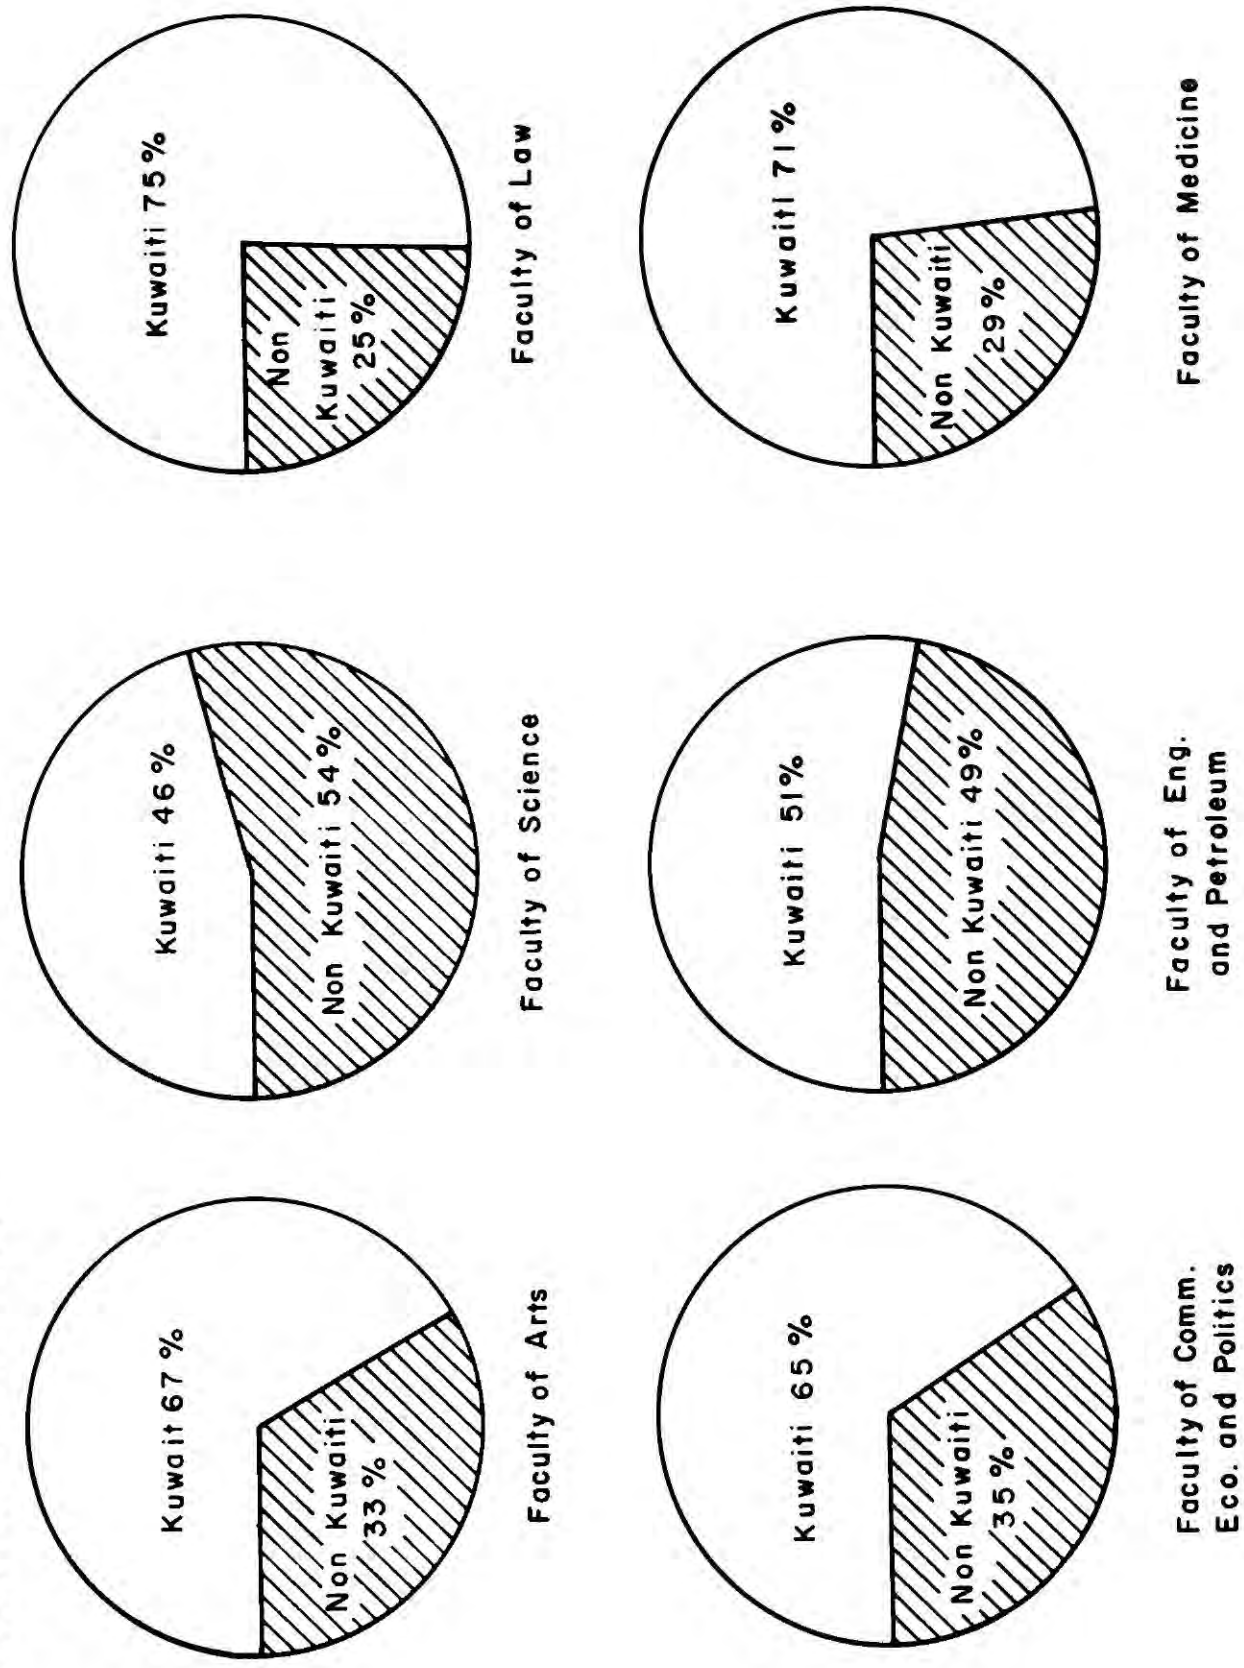 Kuwait 67 %
Non Kuwaiti
33 %
Faculty of Arts
Kuwaiti 46 %
Non Kuwaiti 54 %
Faculty of Science
Kuwaiti 75 %
Non
Kuwaiti
25 %
Faculty of Law
Kuwaiti 65 %
Non Kuwaiti
35 %
Faculty of Comm.
Eco. and Politics
Kuwaiti 51%
Non Kuwaiti 49%
Faculty of Eng.
and Petroleum
Kuwaiti 71%
Non Kuwaiti
29%
Faculty of Medicine